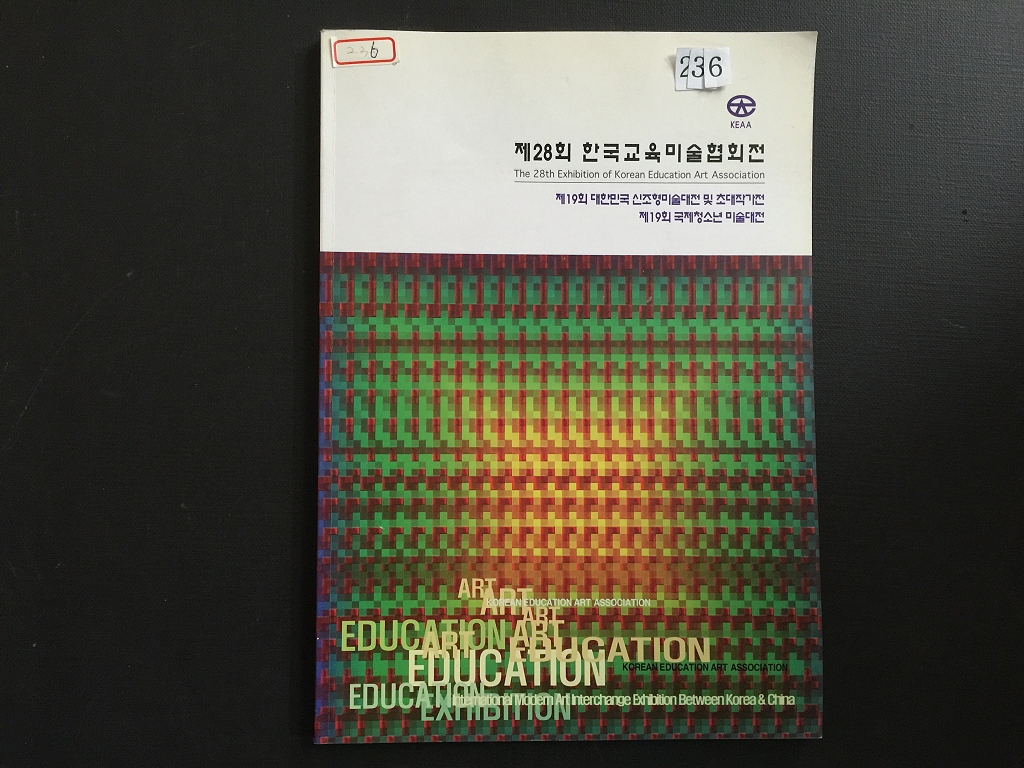 236
236
KEAA
제28회 한국교육미술협회전
The 28th Exhibition of Korean Education Art Association
제19회 대한민국 신조형미술대전 및 초대작가전
제19회 국제청소년 미술대전
ART
ART
KOREAN EDUCATION ART ASSOCIATION
ART
EDUCATION ART
ART EDUCATION
EDUCATION
KOREAN EDUCATION ART ASSOCIATION
EDUCATION
International Modern Art Interchange Exhibition Between Korea & China
EXHIBITION